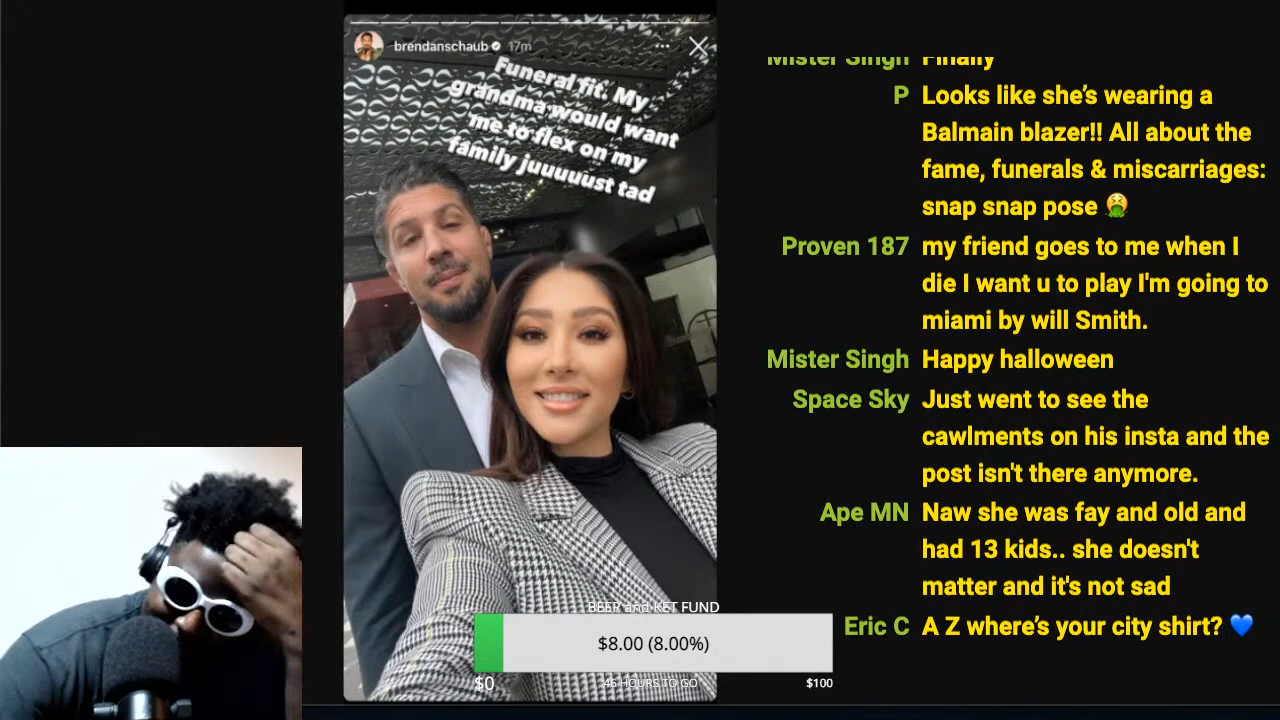 brendanschaub 17m
Funeral fit. My
grandma would want
me to flex on my
family juuuuust tad
Mister Singh Finally
P Looks like she's wearing a
Balmain blazer!! All about the
fame, funerals & miscarriages:
snap snap pose 🤮
Proven 187 my friend goes to me when I
die I want u to play I'm going to
miami by will Smith.
Mister Singh Happy halloween
Space Sky Just went to see the
cawlments on his insta and the
post isn't there anymore.
Ape MN Naw she was fay and old and
had 13 kids.. she doesn't
matter and it's not sad
Eric C A Z where's your city shirt? 💙
BEER and KET FUND
$8.00 (8.00%)
$0 46 HOURS TO GO $100